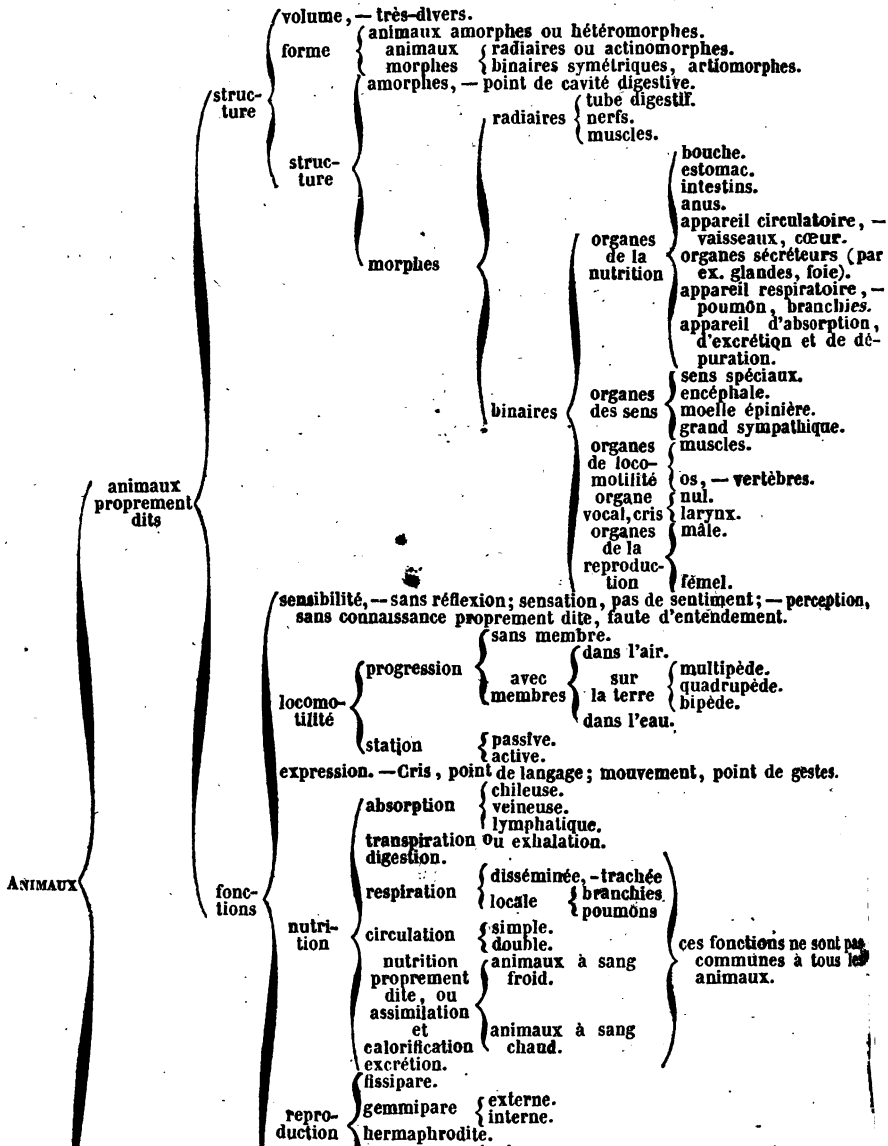 volume, — très-divers.
forme
animaux amorphes ou hétéromorphes.
animaux morphes
radiaires ou actinomorphes.
binaires symétriques, artiomorphes.
struc-
ture
amorphes, — point de cavité digestive.
struc-
ture
radiaires
tube digestif.
nerfs.
muscles.
morphes
organes
de la
nutrition
bouche.
estomac.
intestins.
anus.
appareil circulatoire, —
vaisseaux, cœur.
organes sécréteurs (par
ex. glandes, foie).
appareil respiratoire, —
poumôn, branchies.
appareil d'absorption,
d'excrétion et de dé-
puration.
binaires
organes
des sens
sens spéciaux.
encéphale.
moelle épinière.
grand sympathique.
organes
de loco-
motilité
muscles.
os, — vertèbres.
organe
vocal, cris
nul.
larynx.
organes
de la
reproduc-
tion
mâle.
fémel.
animaux
proprement
dits
sensibilité, — sans réflexion; sensation, pas de sentiment; — perception,
sans connaissance proprement dite, faute d'entendement.
locomo-
tilité
progression
sans membre.
avec
membres
dans l'air.
sur
la terre
multipède.
quadrupède.
bipède.
dans l'eau.
station
passive.
active.
expression. — Cris, point de langage; mouvement, point de gestes.
ANIMAUX
fonc-
tions
nutri-
tion
absorption
chileuse.
veineuse.
lymphatique.
transpiration ou exhalation.
digestion.
respiration
disséminée, - trachée
locale
branchies
poumôns
circulation
simple.
double.
nutrition
proprement
dite, ou
assimilation
et
calorification
animaux à sang
froid.
animaux à sang
chaud.
excrétion.
ces fonctions ne sont pas
communes à tous les
animaux.
repro-
duction
fissipare.
gemmipare
externe.
interne.
hermaphrodite.